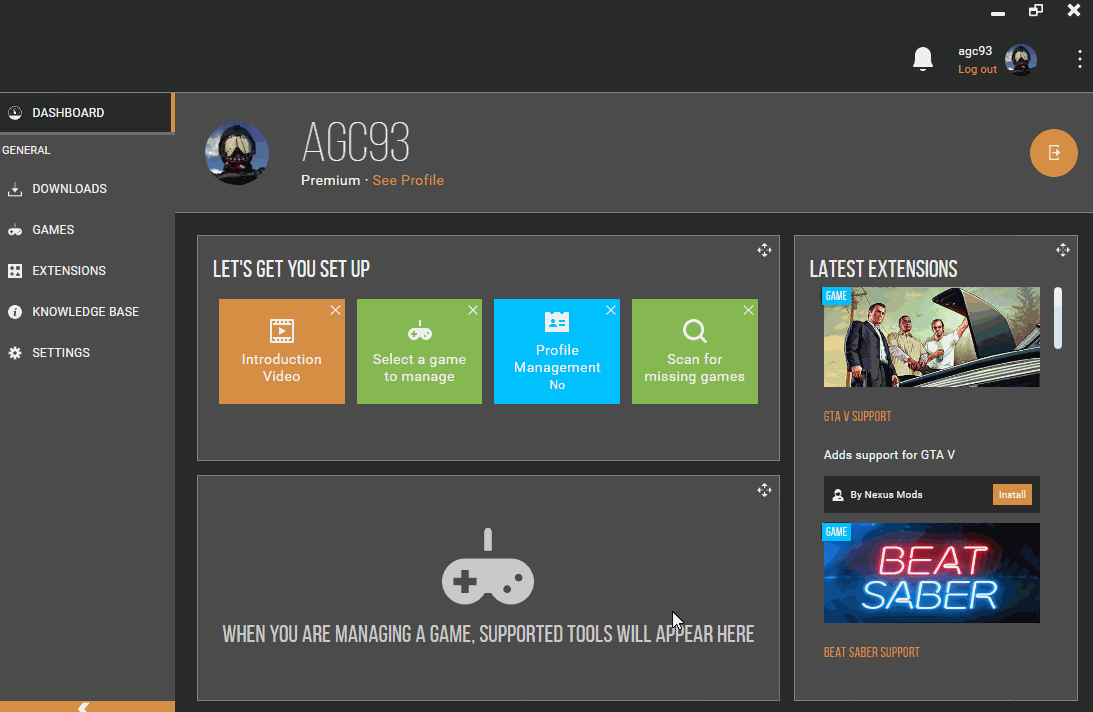 agc93
Log out
DASHBOARD
GENERAL
DOWNLOADS
GAMES
EXTENSIONS
KNOWLEDGE BASE
SETTINGS
AGC93
Premium · See Profile
LET'S GET YOU SET UP
Introduction
Video
Select a game
to manage
Profile
Management
No
Scan for
missing games
WHEN YOU ARE MANAGING A GAME, SUPPORTED TOOLS WILL APPEAR HERE
LATEST EXTENSIONS
GAME
GTA V SUPPORT
Adds support for GTA V
By Nexus Mods
Install
GAME
BEAT
SABER
BEAT SABER SUPPORT